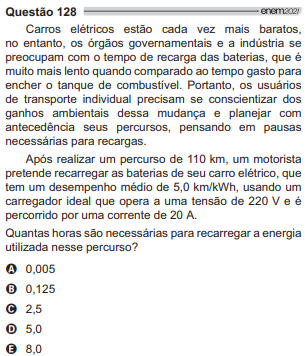 Questão 128 enem2021
Carros elétricos estão cada vez mais baratos,
no entanto, os órgãos governamentais e a indústria se
preocupam com o tempo de recarga das baterias, que é
muito mais lento quando comparado ao tempo gasto para
encher o tanque de combustível. Portanto, os usuários
de transporte individual precisam se conscientizar dos
ganhos ambientais dessa mudança e planejar com
antecedência seus percursos, pensando em pausas
necessárias para recargas.
Após realizar um percurso de 110 km, um motorista
pretende recarregar as baterias de seu carro elétrico, que
tem um desempenho médio de 5,0 km/kWh, usando um
carregador ideal que opera a uma tensão de 220 V e é
percorrido por uma corrente de 20 A.
Quantas horas são necessárias para recarregar a energia
utilizada nesse percurso?
A 0,005
B 0,125
C 2,5
D 5,0
E 8,0